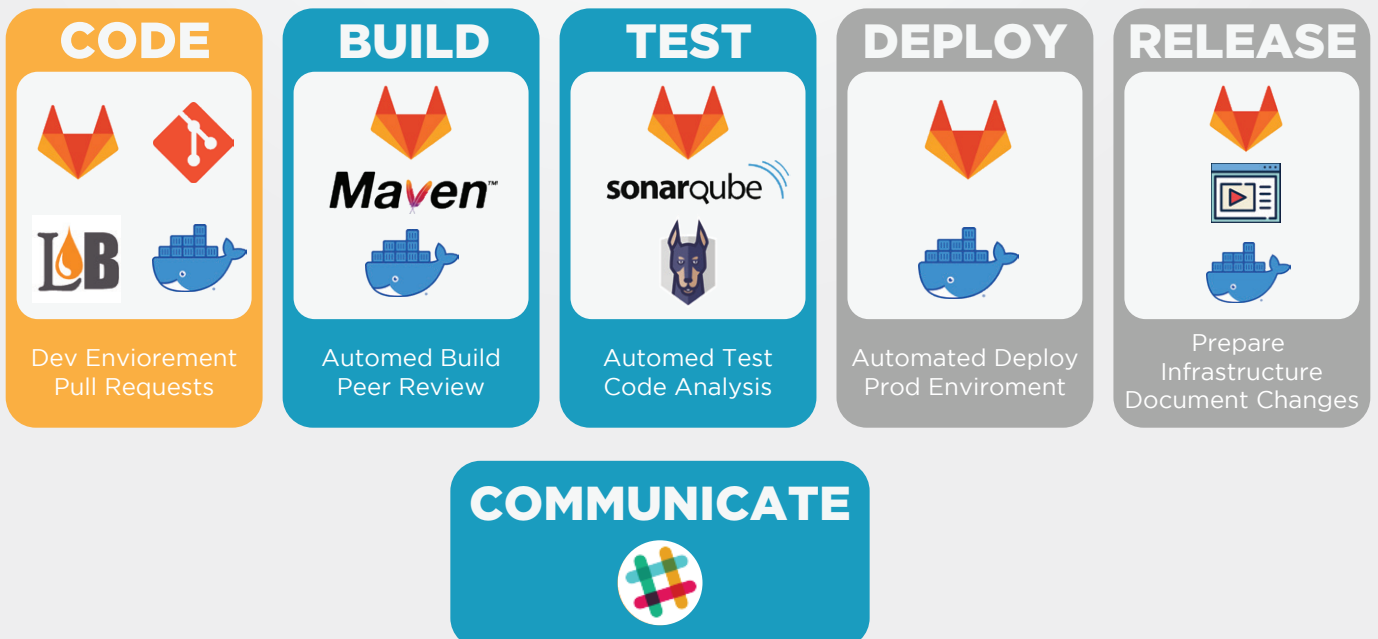 CODE
LB
Dev Enviorement
Pull Requests
BUILD
Maven™
Automed Build
Peer Review
TEST
sonarqube
Automed Test
Code Analysis
DEPLOY
Automated Deploy
Prod Enviroment
RELEASE
Prepare
Infrastructure
Document Changes
COMMUNICATE